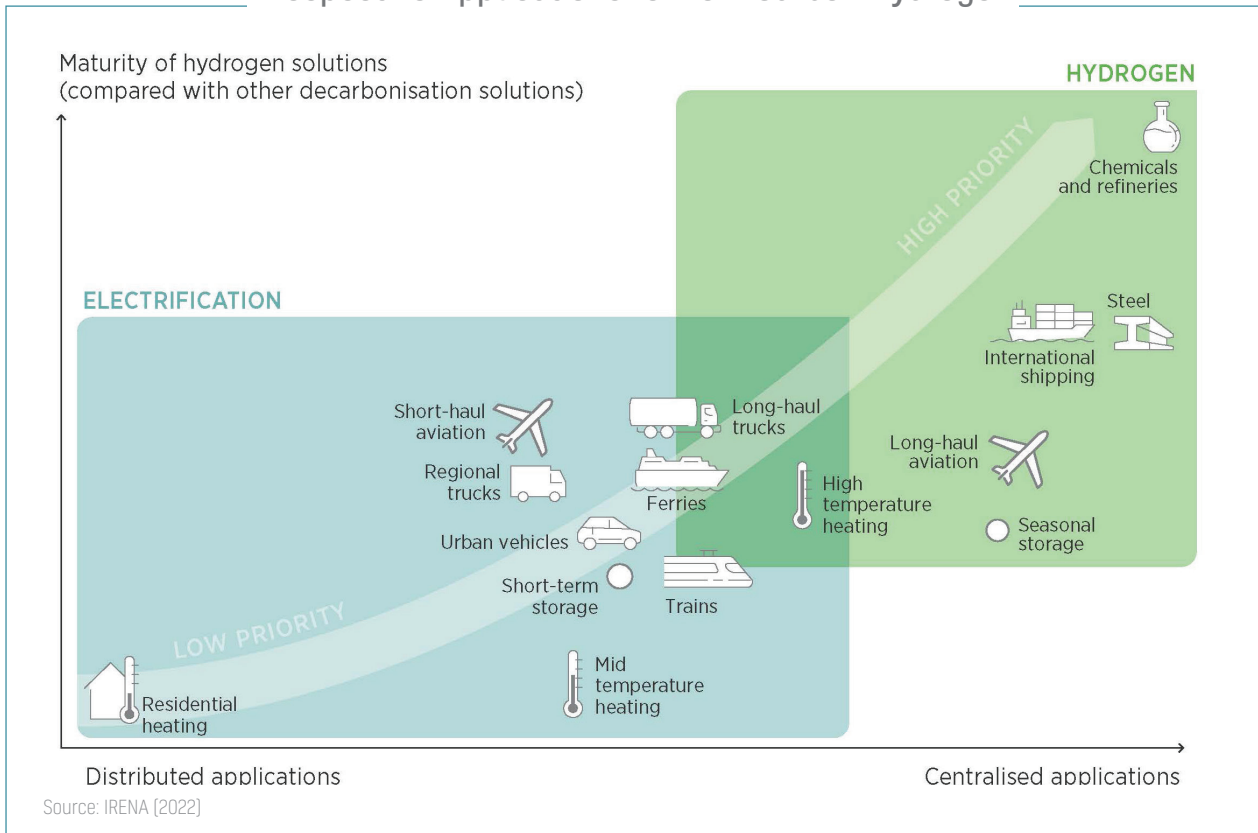 Maturity of hydrogen solutions
(compared with other decarbonisation solutions)
HYDROGEN
HIGH PRIORITY
Chemicals
and refineries
ELECTRIFICATION
Steel
International
shipping
Short-haul
aviation
Long-haul
trucks
Long-haul
aviation
Regional
trucks
Ferries
High
temperature
heating
Seasonal
storage
Urban vehicles
Short-term
storage
Trains
LOW PRIORITY
Mid
temperature
heating
Residential
heating
Distributed applications
Centralised applications
Source: IRENA (2022)